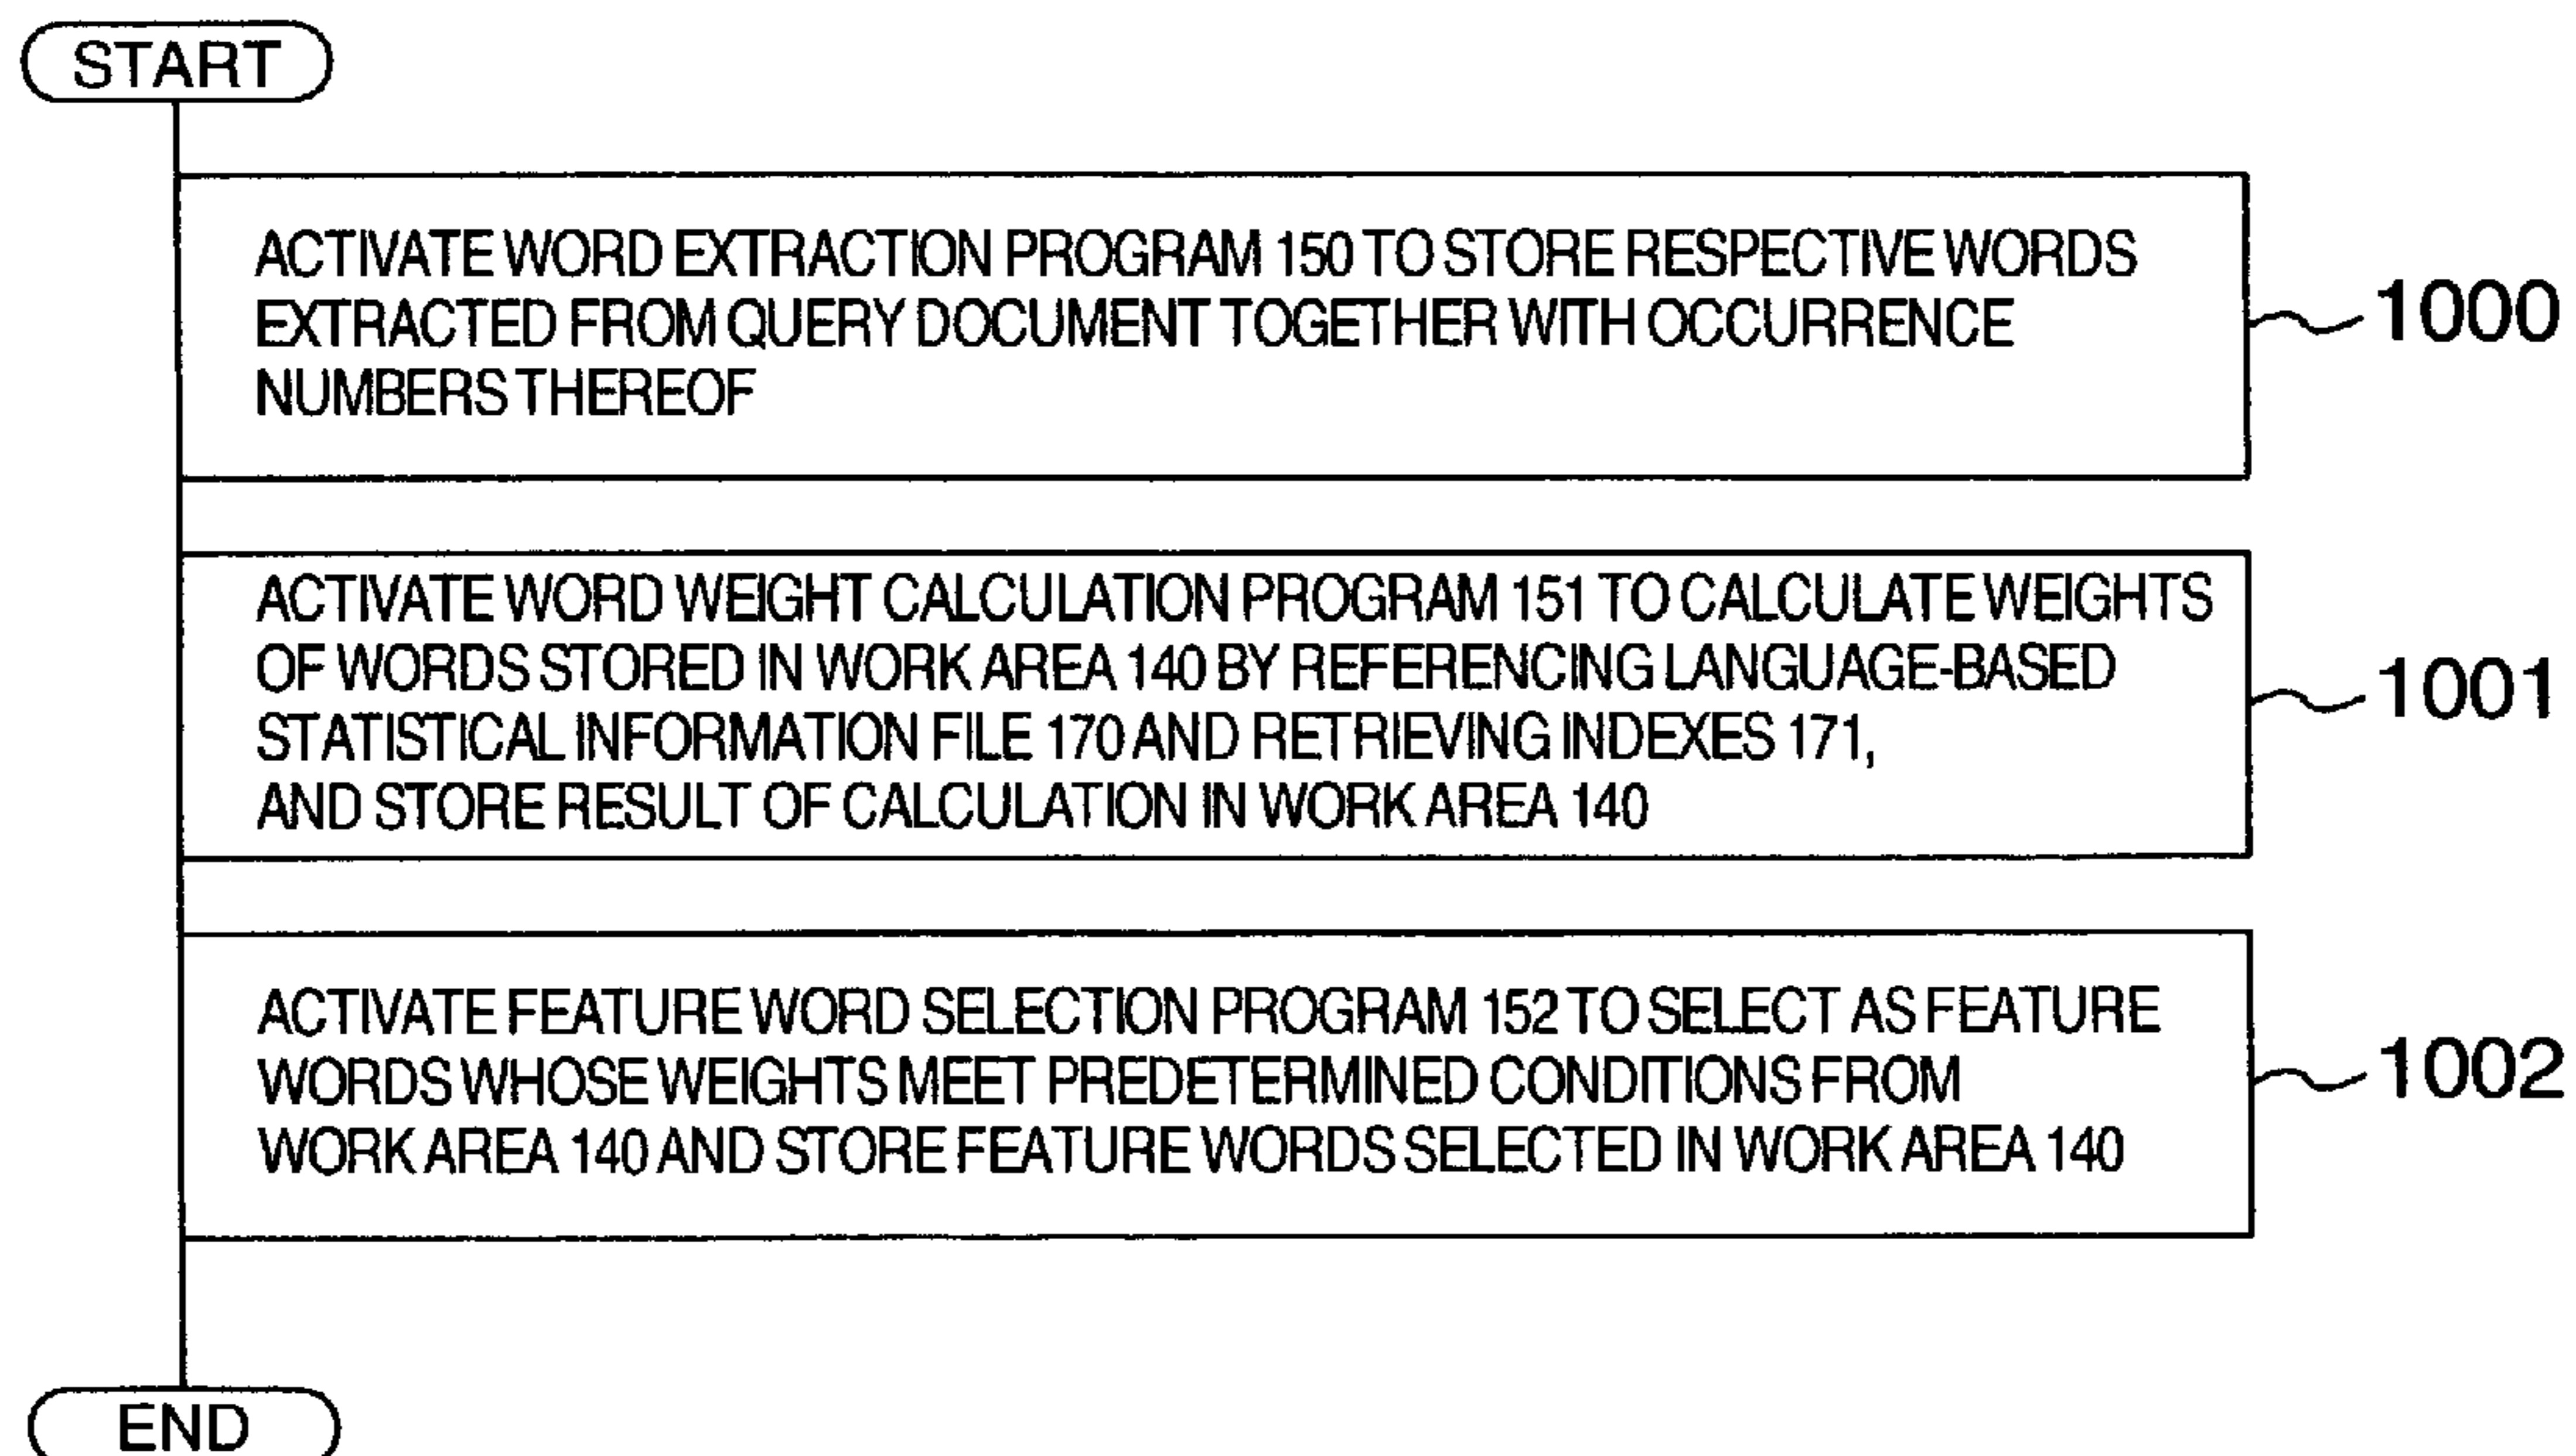 START
ACTIVATE WORD EXTRACTION PROGRAM 150 TO STORE RESPECTIVE WORDS
EXTRACTED FROM QUERY DOCUMENT TOGETHER WITH OCCURRENCE
NUMBERS THEREOF
1000
ACTIVATE WORD WEIGHT CALCULATION PROGRAM 151 TO CALCULATE WEIGHTS
OF WORDS STORED IN WORK AREA 140 BY REFERENCING LANGUAGE-BASED
STATISTICAL INFORMATION FILE 170 AND RETRIEVING INDEXES 171,
AND STORE RESULT OF CALCULATION IN WORK AREA 140
1001
ACTIVATE FEATURE WORD SELECTION PROGRAM 152 TO SELECT AS FEATURE
WORDS WHOSE WEIGHTS MEET PREDETERMINED CONDITIONS FROM
WORK AREA 140 AND STORE FEATURE WORDS SELECTED IN WORK AREA 140
1002
END